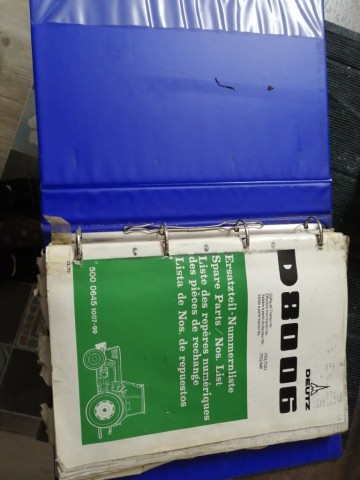 DEUTZ
D 8006
Ersatzteil-Nummernliste
Spare Parts/Nos. List
Liste des repères numériques
des pièces de rechange
Lista de Nos. de repuestos
500 0645 1007-99